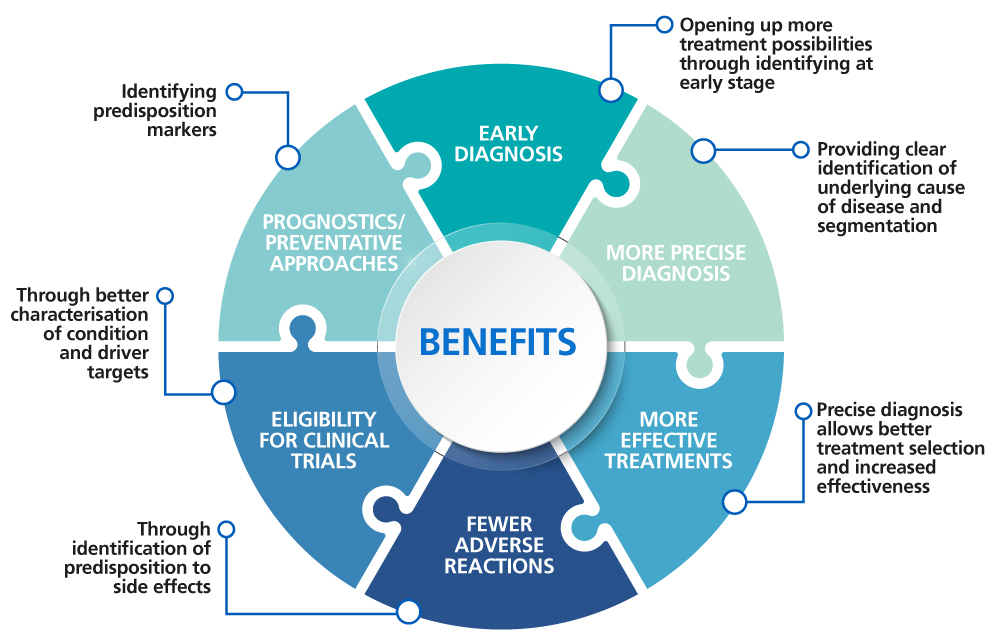 Opening up more
treatment possibilities
through identifying at
early stage
Identifying
predisposition
markers
EARLY
DIAGNOSIS
Providing clear
identification of
underlying cause
of disease and
segmentation
PROGNOSTICS/
PREVENTATIVE
APPROACHES
MORE PRECISE
DIAGNOSIS
Through better
characterisation
of condition
and driver
targets
BENEFITS
ELIGIBILITY
FOR CLINICAL
TRIALS
MORE
EFFECTIVE
TREATMENTS
Precise diagnosis
allows better
treatment selection
and increased
effectiveness
Through
identification of
predisposition to
side effects
FEWER
ADVERSE
REACTIONS